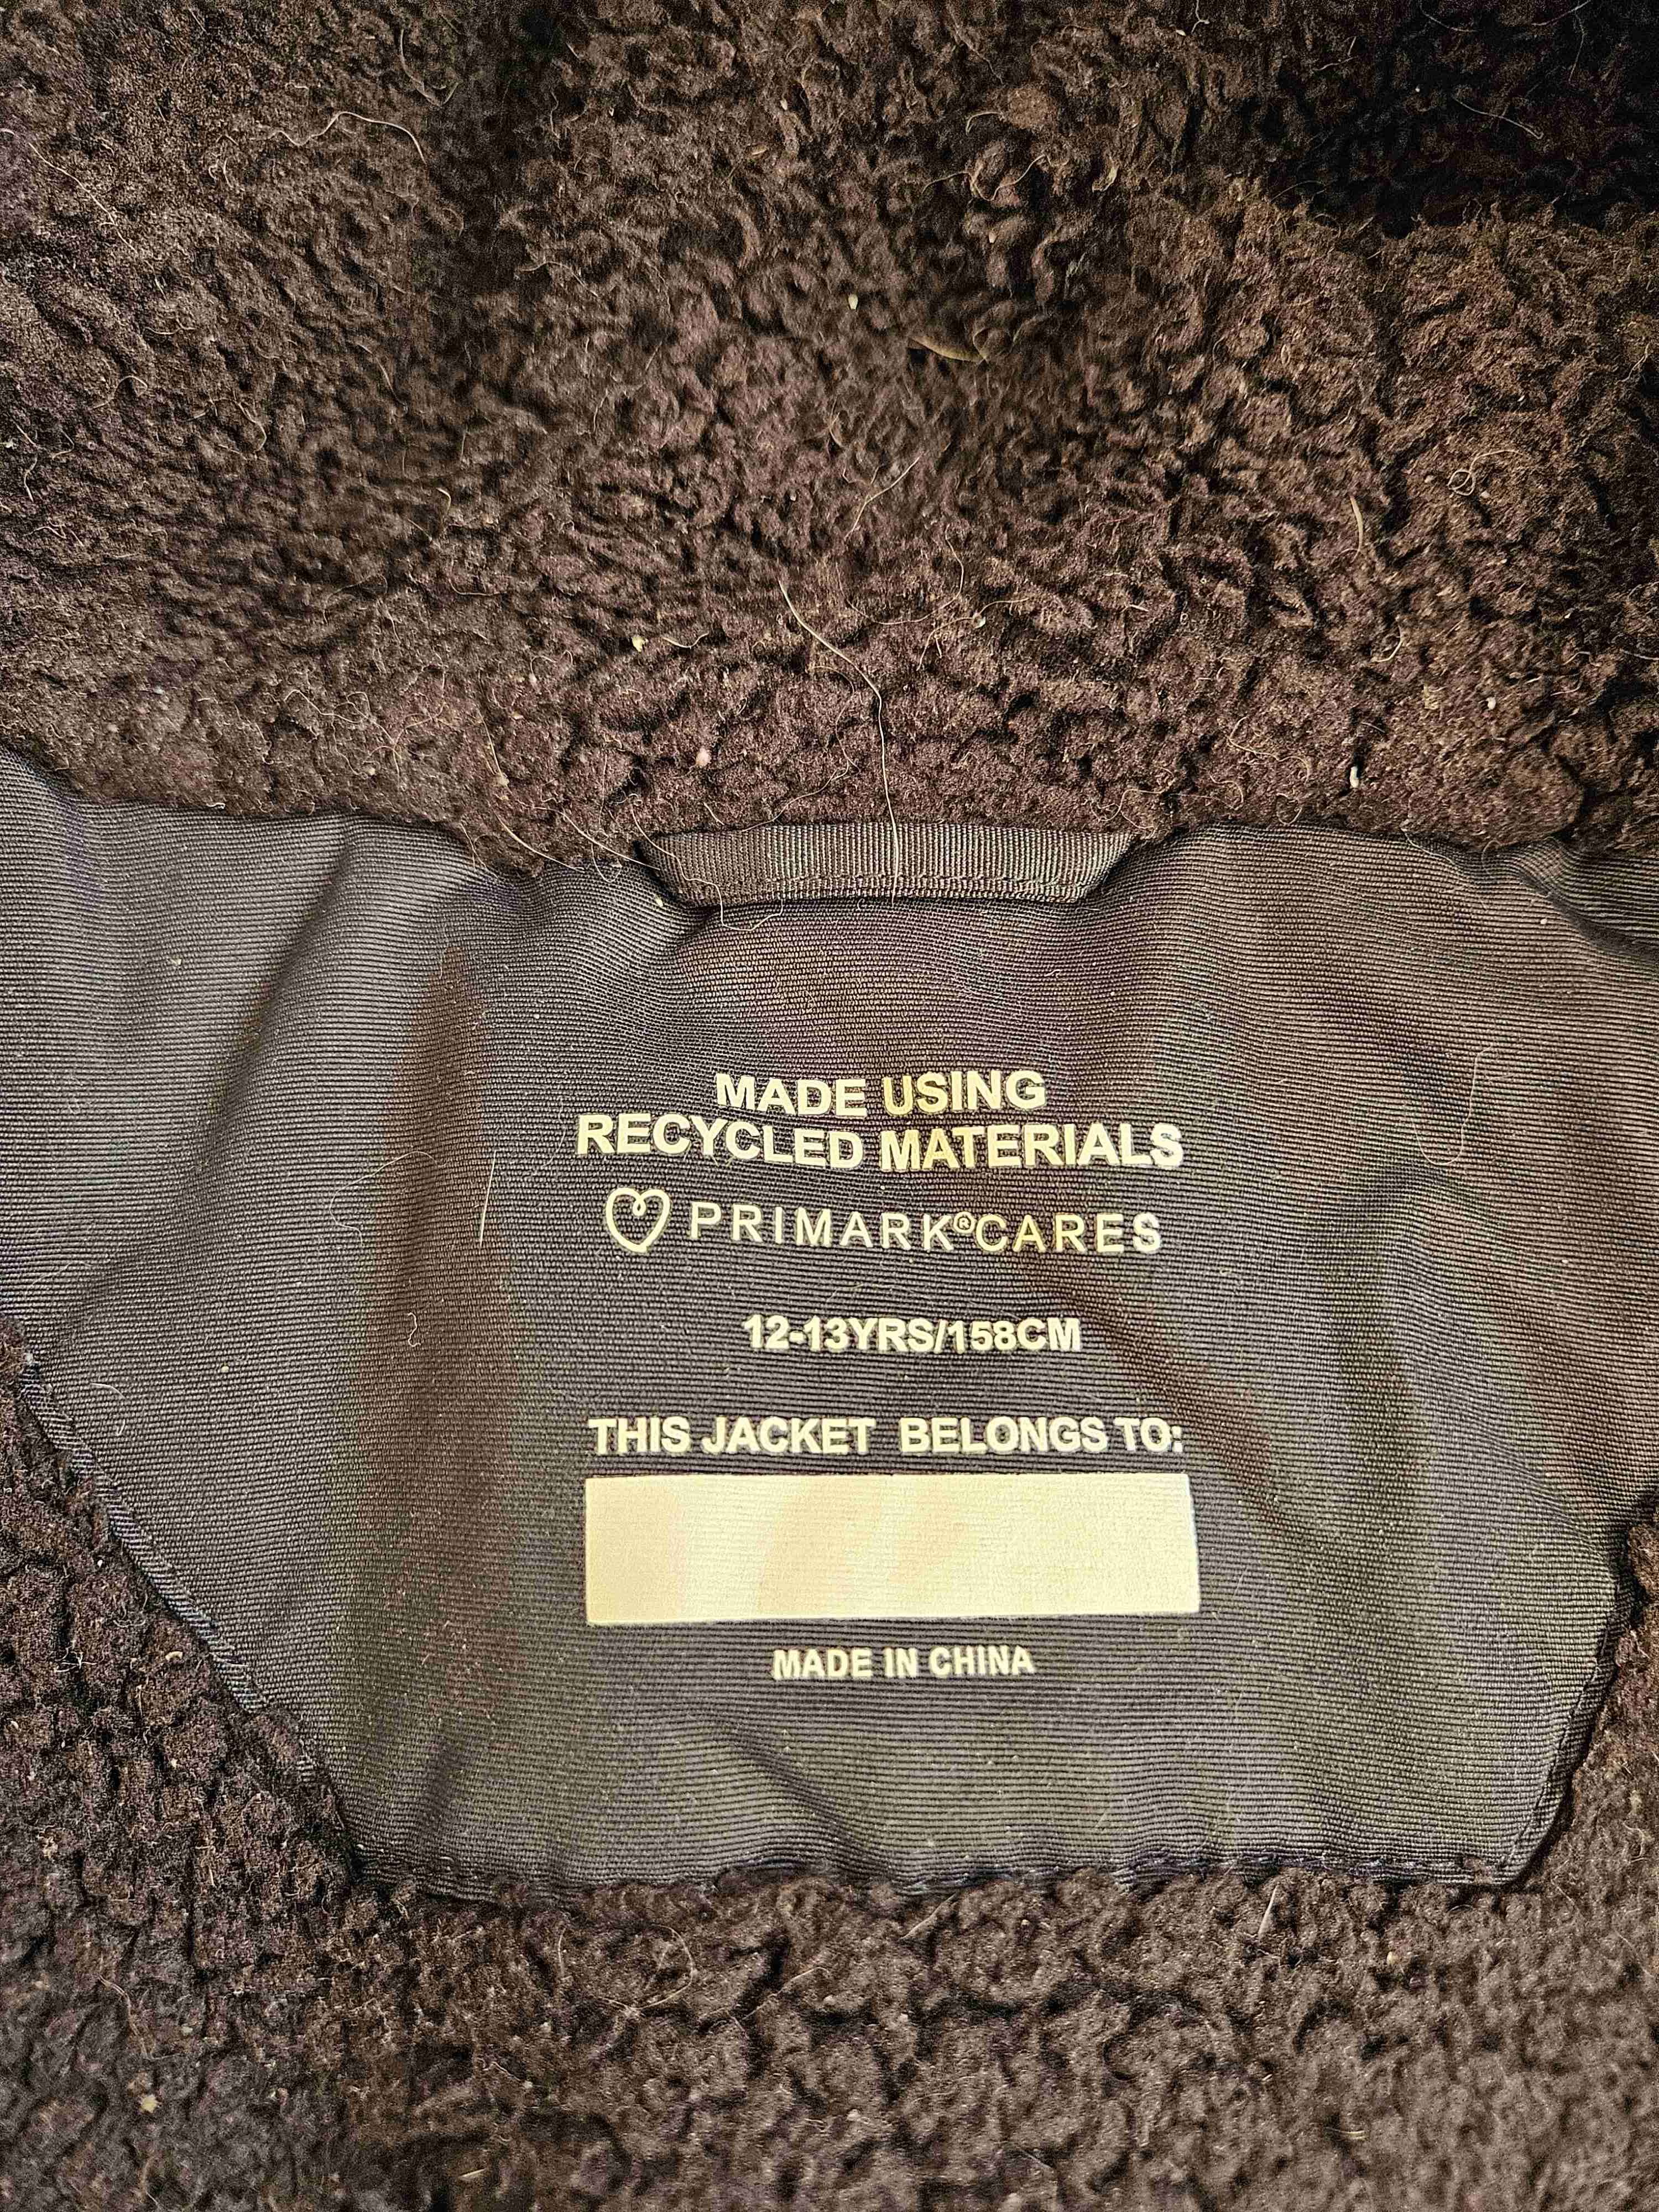 MADE USING
RECYCLED MATERIALS
PRIMARK®CARES
12-13YRS/158CM
THIS JACKET BELONGS TO:
MADE IN CHINA